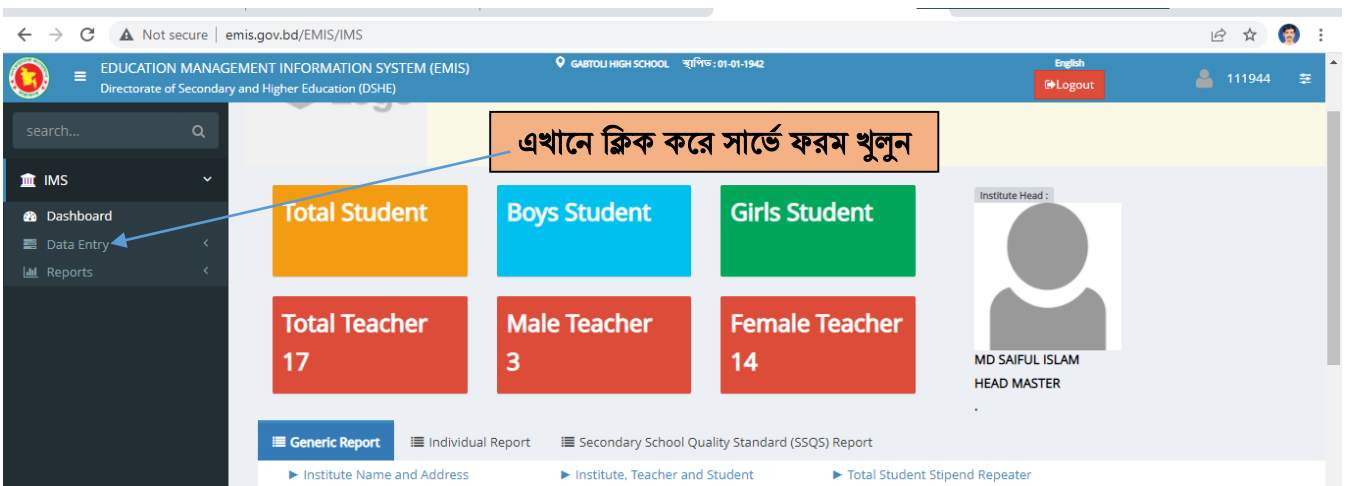 Not secure | emis.gov.bd/EMIS/IMS
EDUCATION MANAGEMENT INFORMATION SYSTEM (EMIS)
Directorate of Secondary and Higher Education (DSHE)
GABTOLI HIGH SCHOOL স্থাপিত : 01-01-1942
English
Logout
111944
search...
এখানে ক্লিক করে সার্ভে ফরম খুলুন
IMS
Dashboard
Data Entry
Reports
Total Student
Boys Student
Girls Student
Institute Head :
Total Teacher
17
Male Teacher
3
Female Teacher
14
MD SAIFUL ISLAM
HEAD MASTER
.
Generic Report
Individual Report
Secondary School Quality Standard (SSQS) Report
Institute Name and Address
Institute, Teacher and Student
Total Student Stipend Repeater